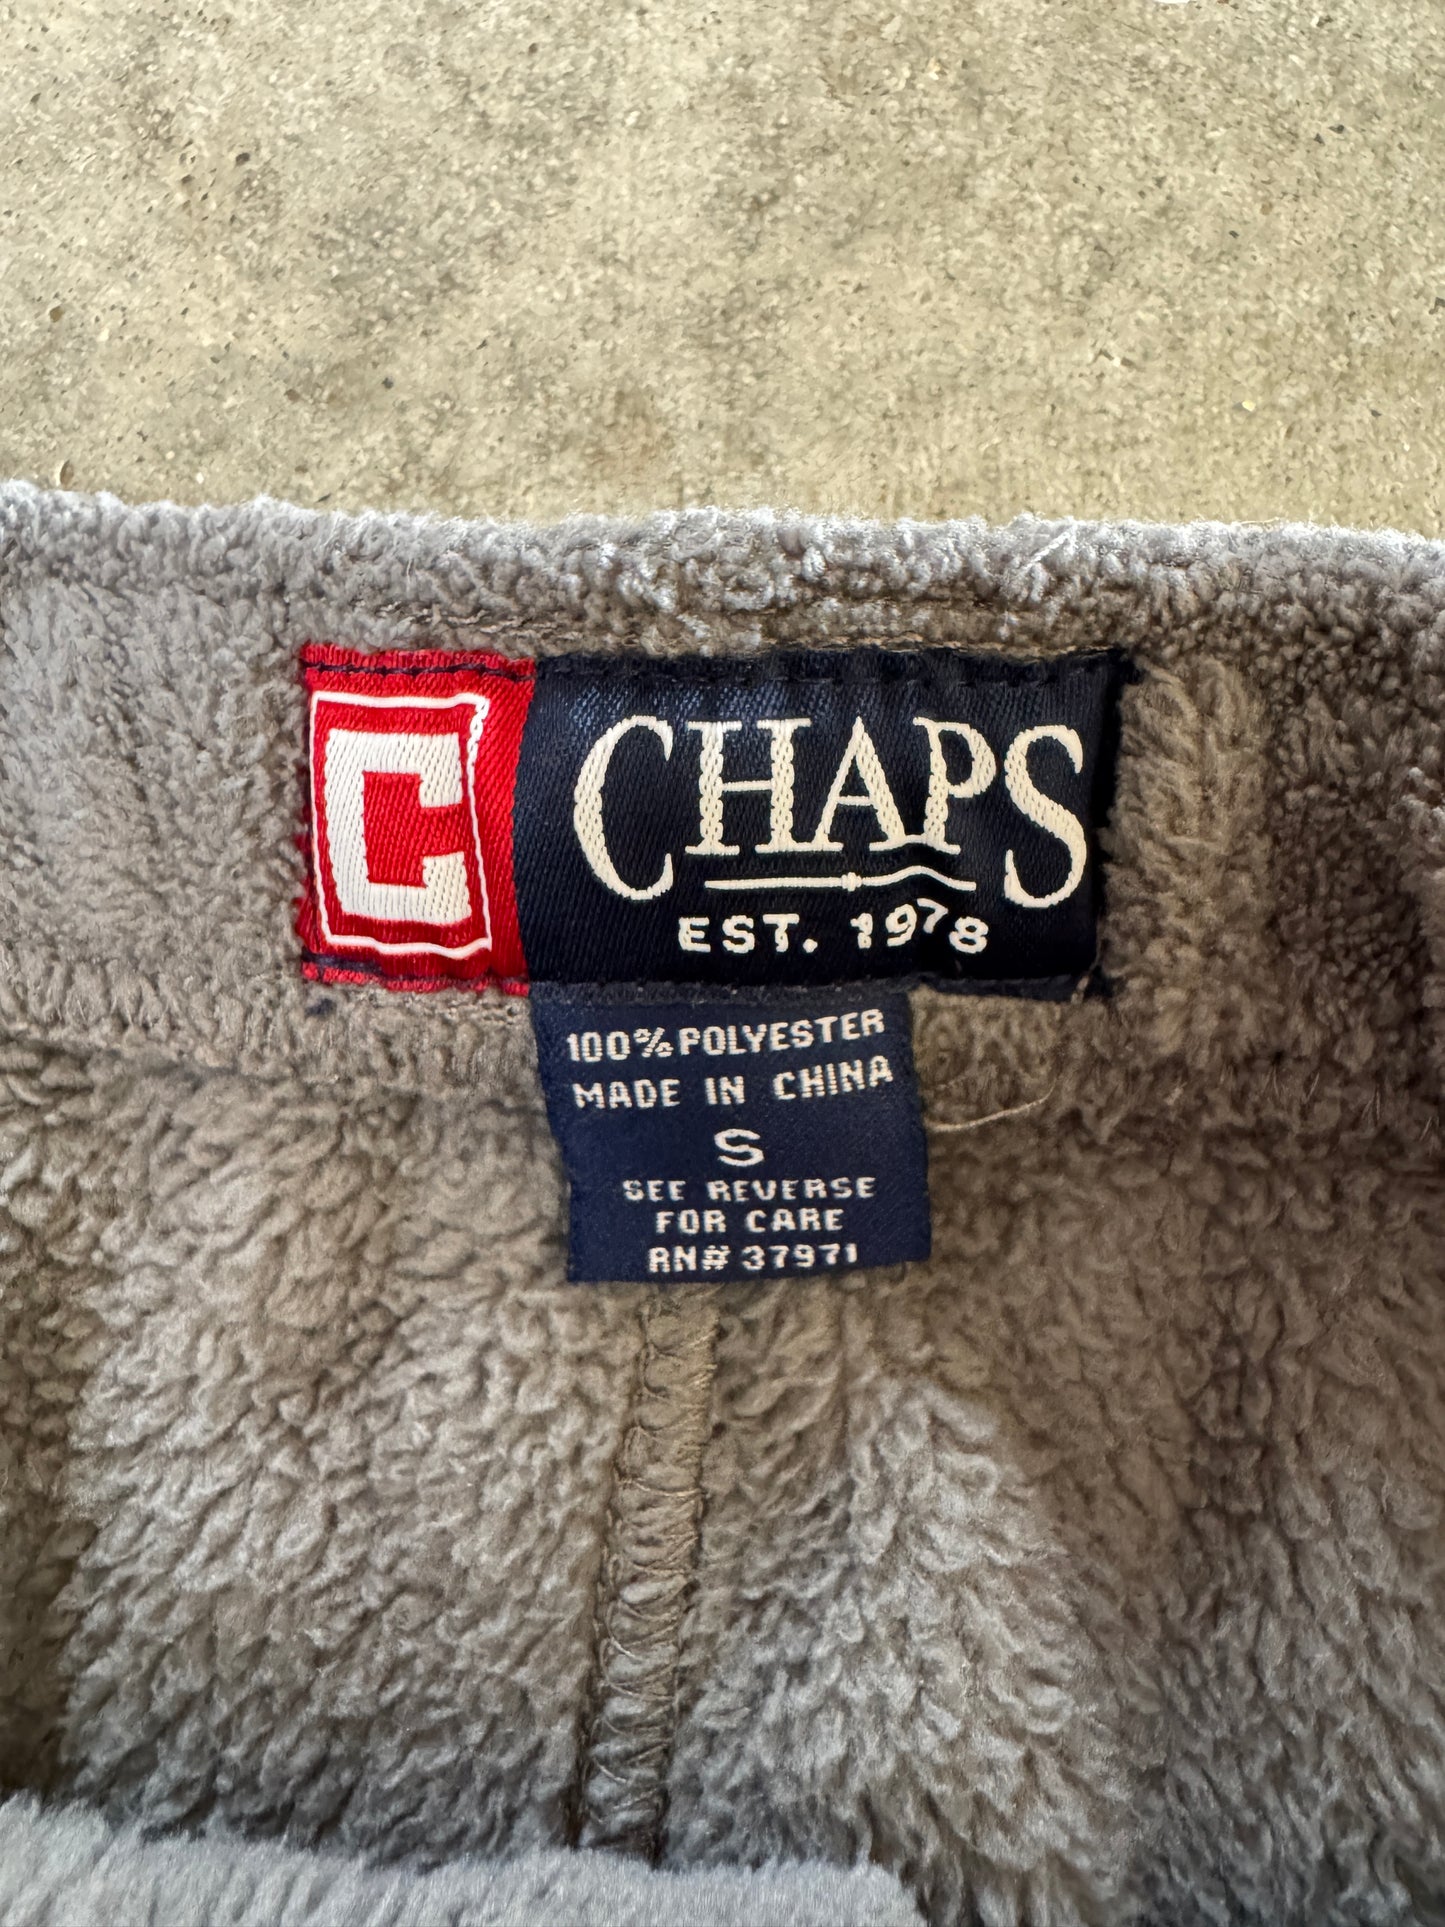 C CHAPS
EST. 1978
100% POLYESTER
MADE IN CHINA
S
SEE REVERSE
FOR CARE
RN# 37971